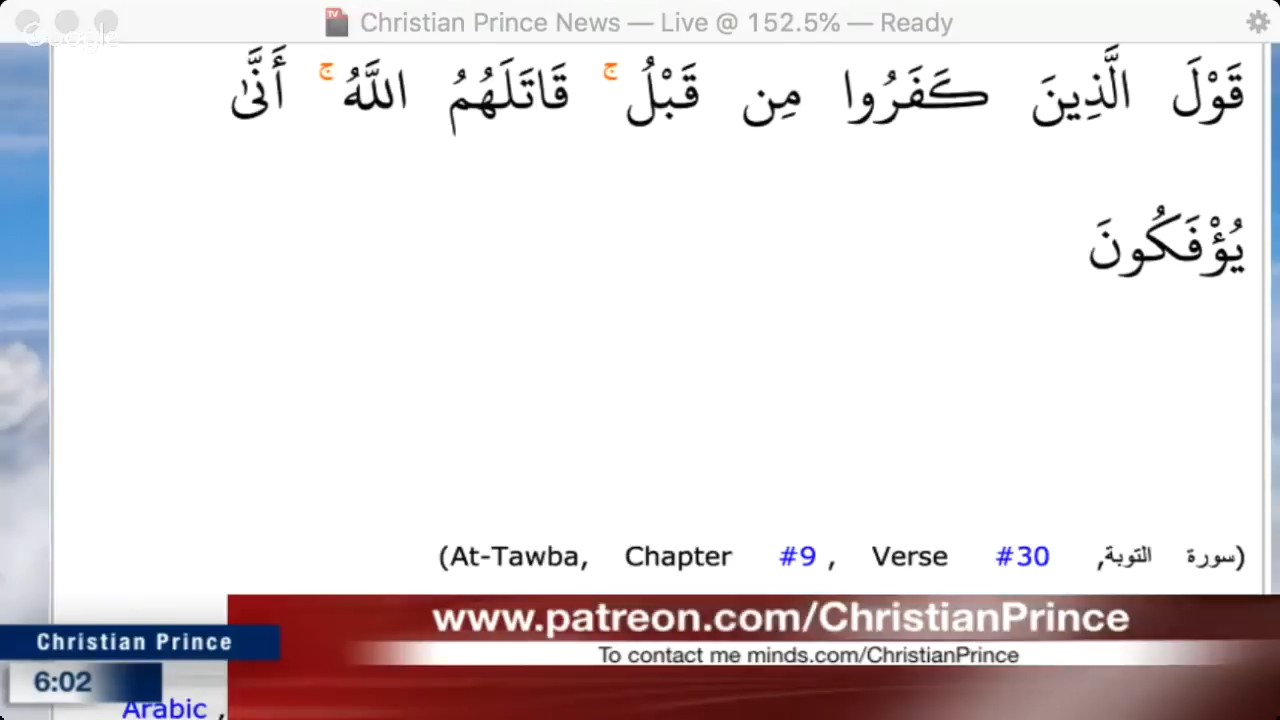 Christian Prince News — Live @ 152.5% — Ready
Google
قَوْلَ الَّذِينَ كَفَرُوا مِن قَبْلُ ۚ قَاتَلَهُمُ اللَّهُ ۚ أَنَّىٰ
يُؤْفَكُونَ
(سورة التوبة, At-Tawba, Chapter #9, Verse #30)
www.patreon.com/ChristianPrince
To contact me minds.com/ChristianPrince
Christian Prince
6:02
Arabic ,